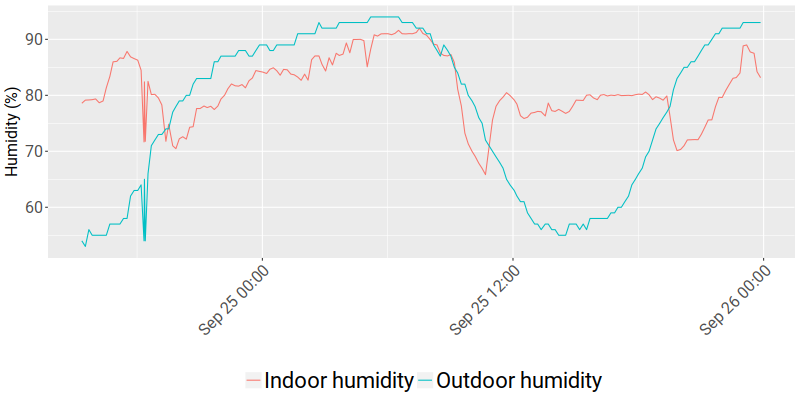 Humidity (%)
90
80
70
60
Sep 25 00:00
Sep 25 12:00
Sep 26 00:00
Indoor humidity
Outdoor humidity